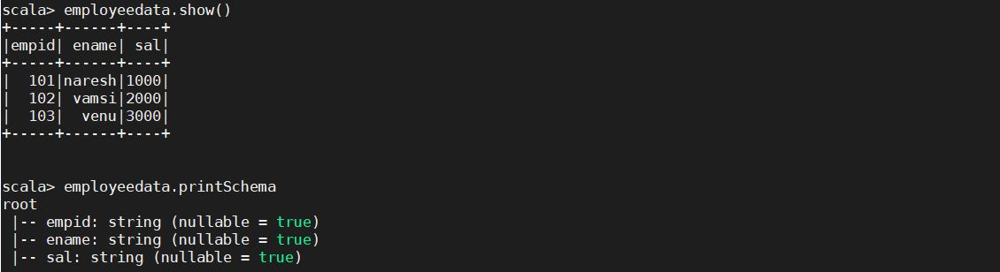 scala> employeedata.show()
+-----+------+----+
|empid| ename| sal|
+-----+------+----+
|  101|naresh|1000|
|  102| vamsi|2000|
|  103|  venu|3000|
+-----+------+----+
scala> employeedata.printSchema
root
 |-- empid: string (nullable = true)
 |-- ename: string (nullable = true)
 |-- sal: string (nullable = true)